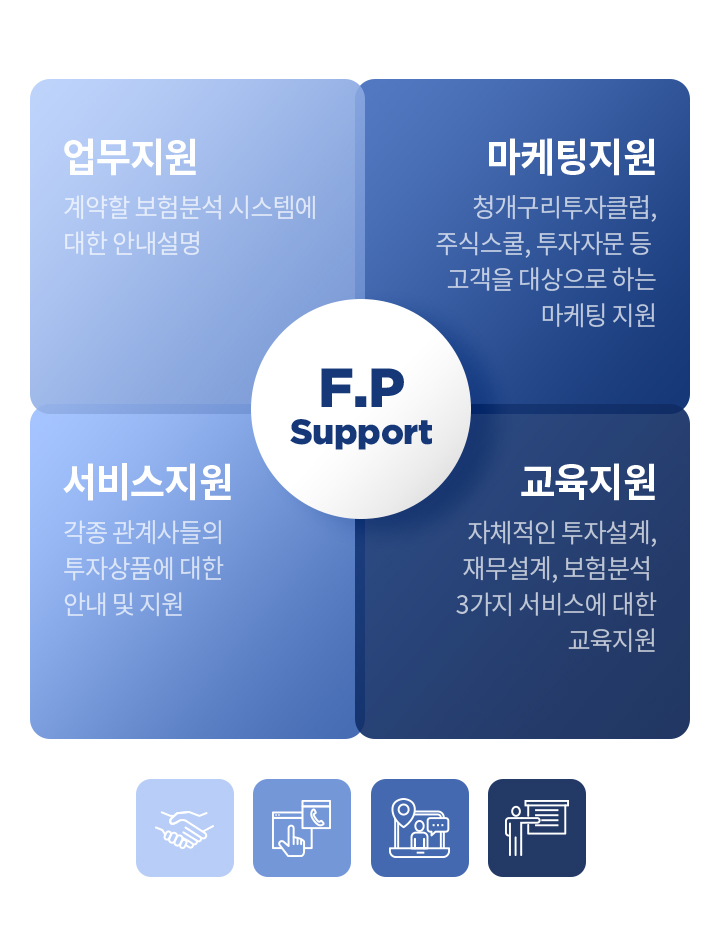 업무지원
계약할 보험분석 시스템에
대한 안내설명
마케팅지원
청개구리투자클럽,
주식스쿨, 투자자문 등
고객을 대상으로 하는
마케팅 지원
F.P
Support
서비스지원
각종 관계사들의
투자상품에 대한
안내 및 지원
교육지원
자체적인 투자설계,
재무설계, 보험분석
3가지 서비스에 대한
교육지원